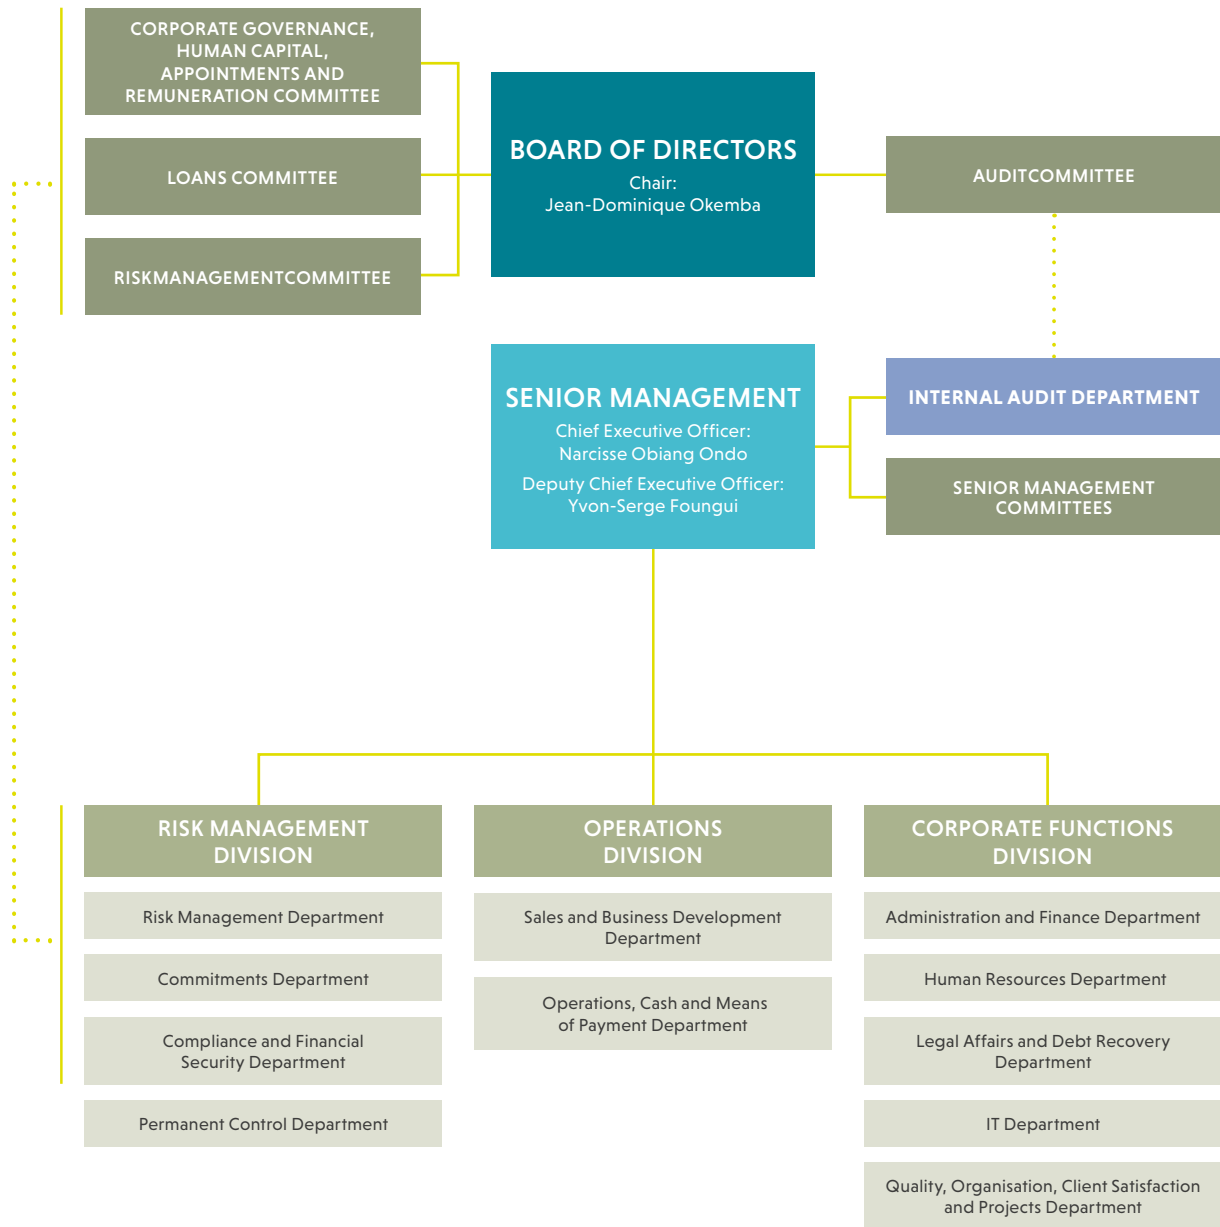 CORPORATE GOVERNANCE,
HUMAN CAPITAL,
APPOINTMENTS AND
REMUNERATION COMMITTEE
LOANS COMMITTEE
RISKMANAGEMENTCOMMITTEE
BOARD OF DIRECTORS
Chair:
Jean-Dominique Okemba
AUDITCOMMITTEE
SENIOR MANAGEMENT
Chief Executive Officer:
Narcisse Obiang Ondo
Deputy Chief Executive Officer:
Yvon-Serge Foungui
INTERNAL AUDIT DEPARTMENT
SENIOR MANAGEMENT
COMMITTEES
RISK MANAGEMENT
DIVISION
Risk Management Department
Commitments Department
Compliance and Financial
Security Department
Permanent Control Department
OPERATIONS
DIVISION
Sales and Business Development
Department
Operations, Cash and Means
of Payment Department
CORPORATE FUNCTIONS
DIVISION
Administration and Finance Department
Human Resources Department
Legal Affairs and Debt Recovery
Department
IT Department
Quality, Organisation, Client Satisfaction
and Projects Department